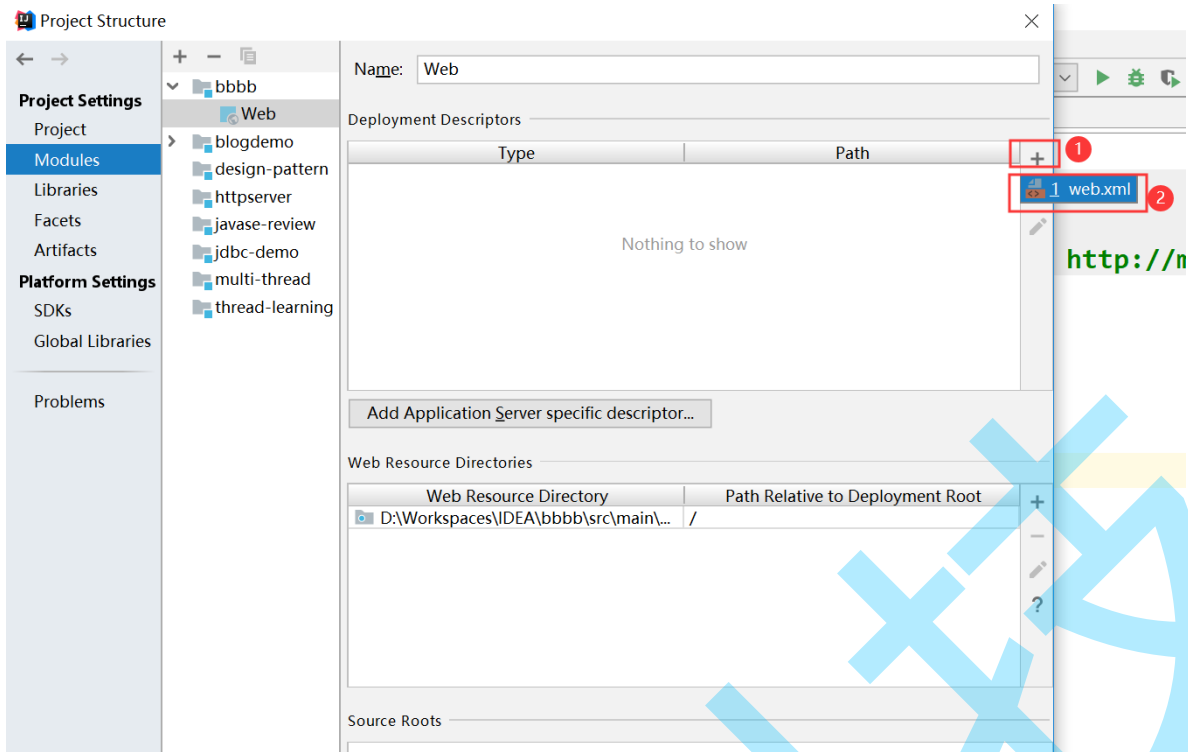 Project Structure
Project Settings
Project
Modules
Libraries
Facets
Artifacts
Platform Settings
SDKs
Global Libraries
Problems
bbbb
Web
blogdemo
design-pattern
httpserver
javase-review
jdbc-demo
multi-thread
thread-learning
Name: Web
Deployment Descriptors
Type Path
1
1 web.xml
2
Nothing to show
Add Application Server specific descriptor...
Web Resource Directories
Web Resource Directory Path Relative to Deployment Root
D:\Workspaces\IDEA\bbbb\src\main\... /
?
Source Roots
http://m